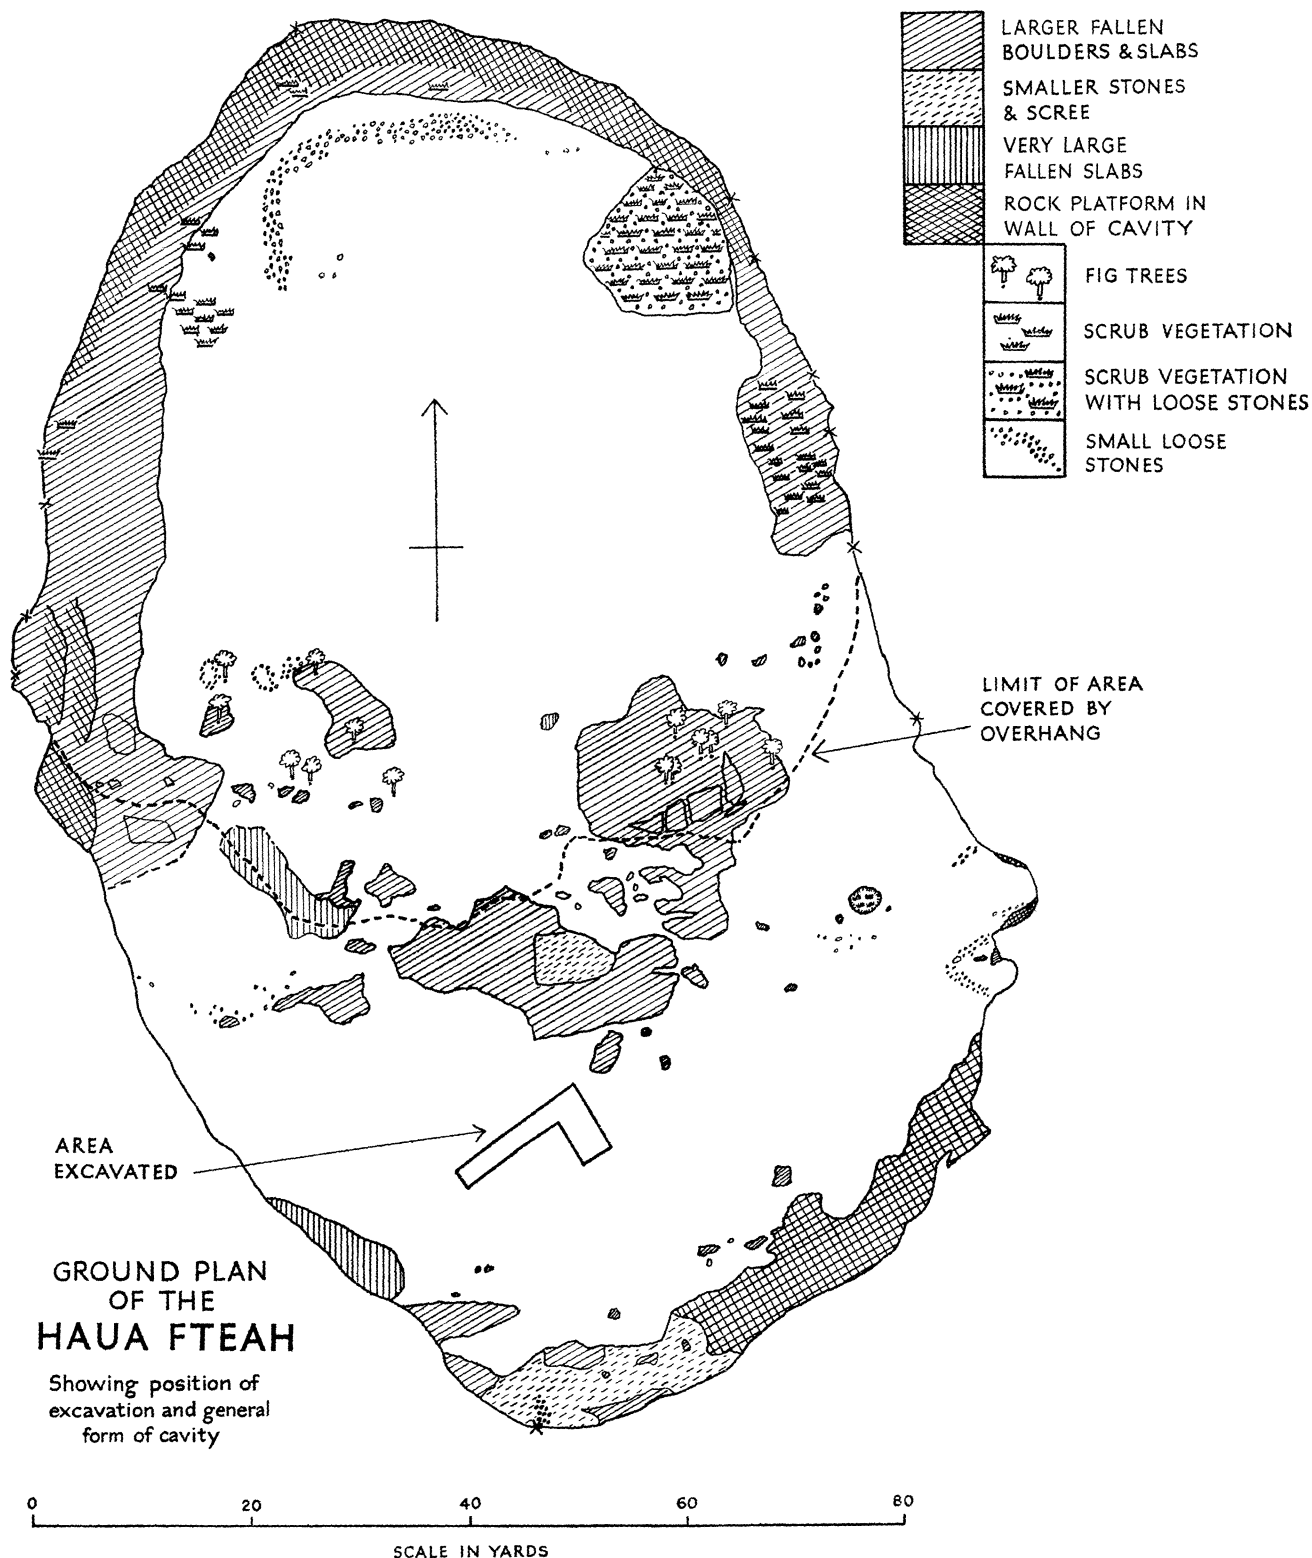 LARGER FALLEN
BOULDERS & SLABS
SMALLER STONES
& SCREE
VERY LARGE
FALLEN SLABS
ROCK PLATFORM IN
WALL OF CAVITY
FIG TREES
SCRUB VEGETATION
SCRUB VEGETATION
WITH LOOSE STONES
SMALL LOOSE
STONES
LIMIT OF AREA
COVERED BY
OVERHANG
AREA
EXCAVATED
GROUND PLAN
OF THE
HAUA FTEAH
Showing position of
excavation and general
form of cavity
0 20 40 60 80
SCALE IN YARDS